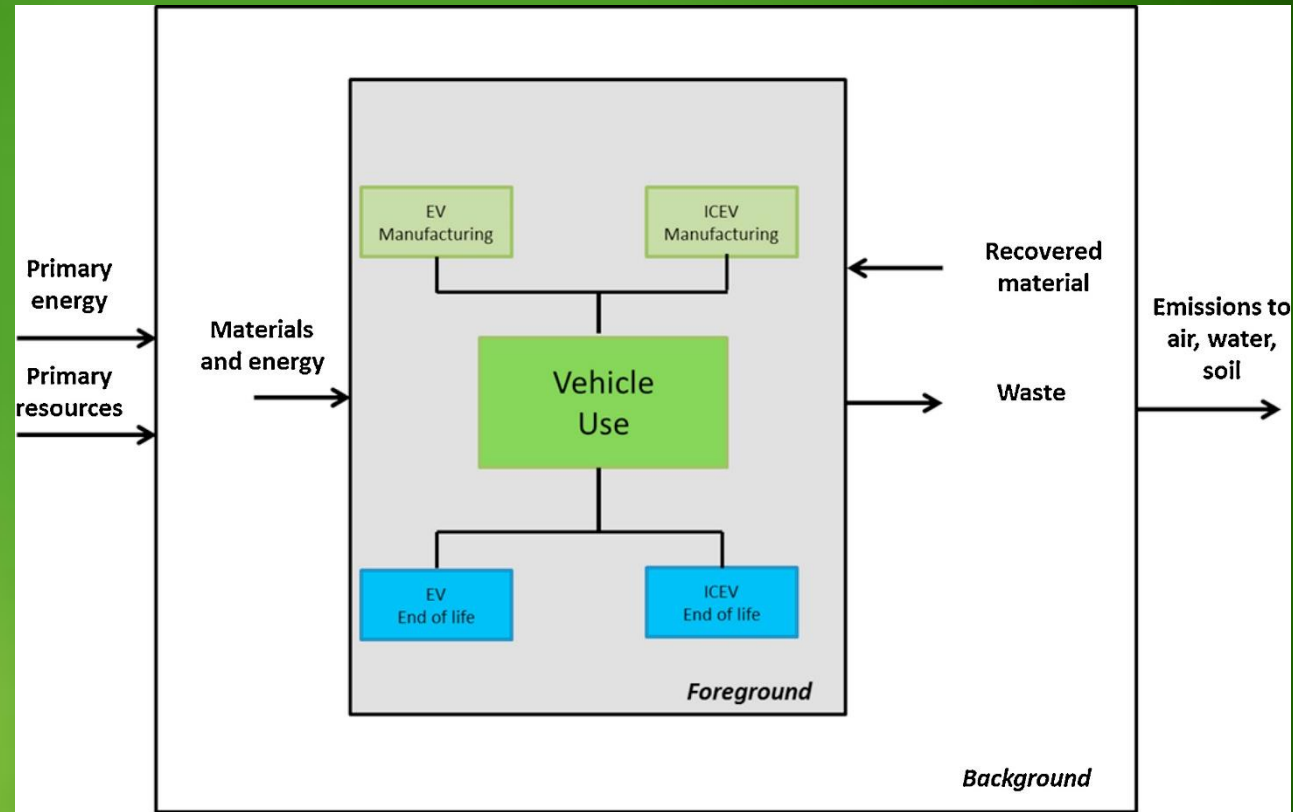 Primary
energy
Primary
resources
Materials
and energy
EV
Manufacturing
ICEV
Manufacturing
Vehicle
Use
EV
End of life
ICEV
End of life
Foreground
Recovered
material
Waste
Emissions to
air, water,
soil
Background